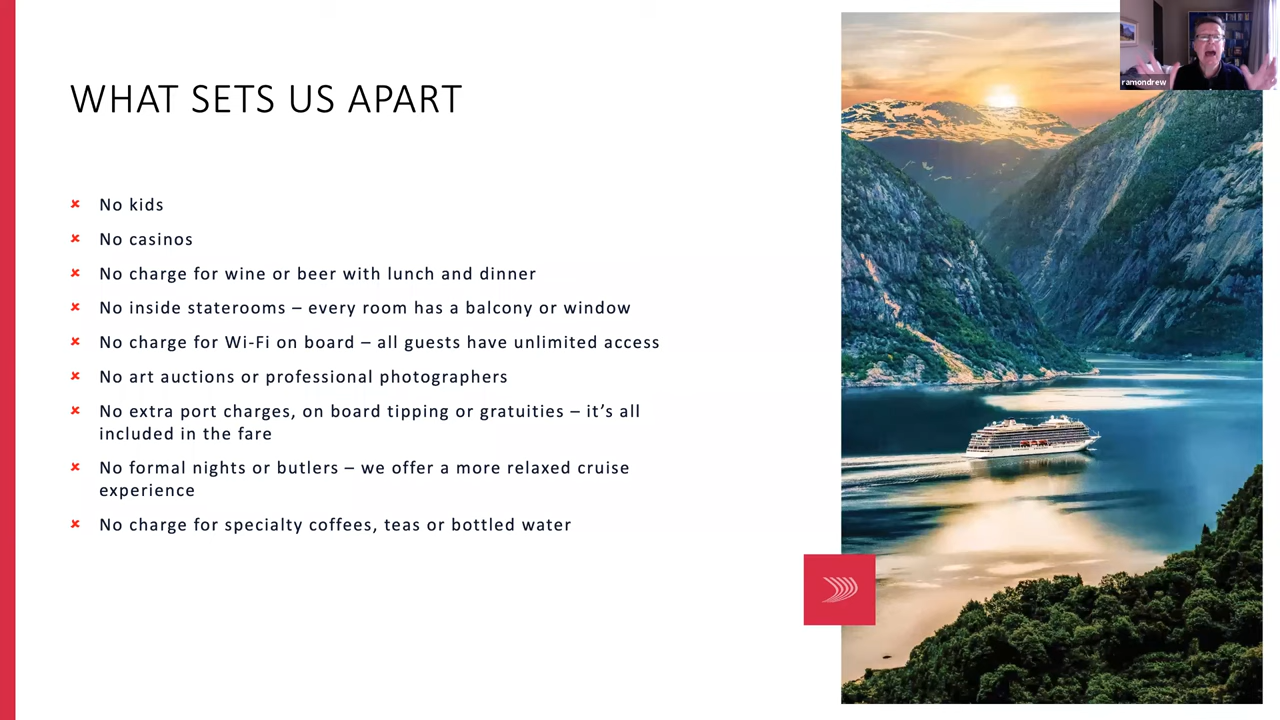 WHAT SETS US APART
No kids
No casinos
No charge for wine or beer with lunch and dinner
No inside staterooms – every room has a balcony or window
No charge for Wi-Fi on board – all guests have unlimited access
No art auctions or professional photographers
No extra port charges, on board tipping or gratuities – it’s all
included in the fare
No formal nights or butlers – we offer a more relaxed cruise
experience
No charge for specialty coffees, teas or bottled water
ramondrew